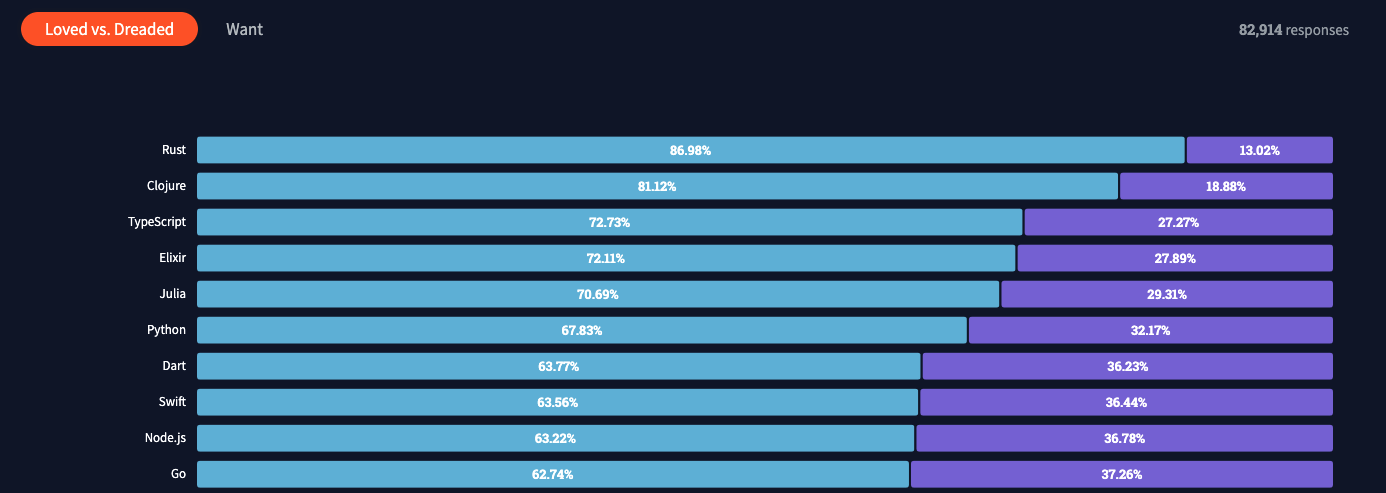 Loved vs. Dreaded Want 82,914 responses
Rust 86.98% 13.02%
Clojure 81.12% 18.88%
TypeScript 72.73% 27.27%
Elixir 72.11% 27.89%
Julia 70.69% 29.31%
Python 67.83% 32.17%
Dart 63.77% 36.23%
Swift 63.56% 36.44%
Node.js 63.22% 36.78%
Go 62.74% 37.26%